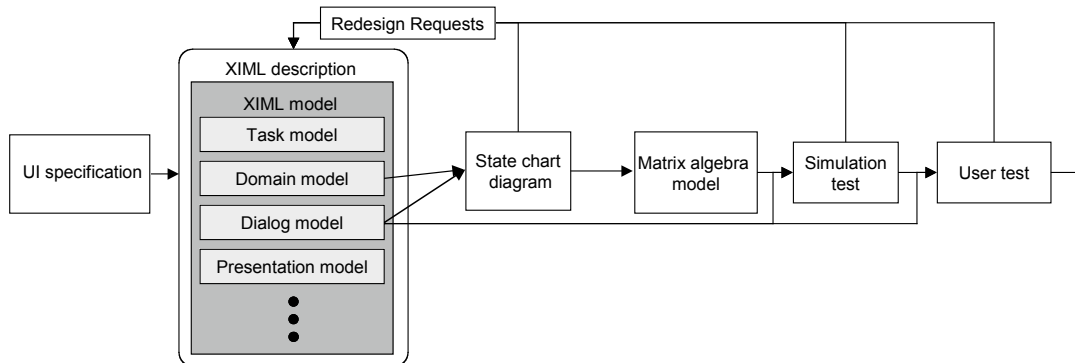 Redesign Requests
XIML description
XIML model
Task model
UI specification
Domain model
Dialog model
Presentation model
State chart
diagram
Matrix algebra
model
Simulation
test
User test